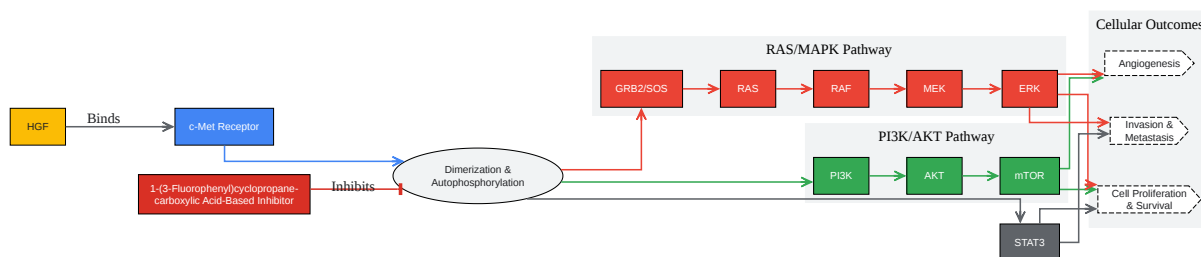 Cellular Outcomes
RAS/MAPK Pathway
Angiogenesis
GRB2/SOS
RAS
RAF
MEK
ERK
HGF
Binds
c-Met Receptor
Invasion &
Metastasis
PI3K/AKT Pathway
Dimerization &
Autophosphorylation
PI3K
AKT
mTOR
1-(3-Fluorophenyl)cyclopropane-
carboxylic Acid-Based Inhibitor
Inhibits
Cell Proliferation
& Survival
STAT3